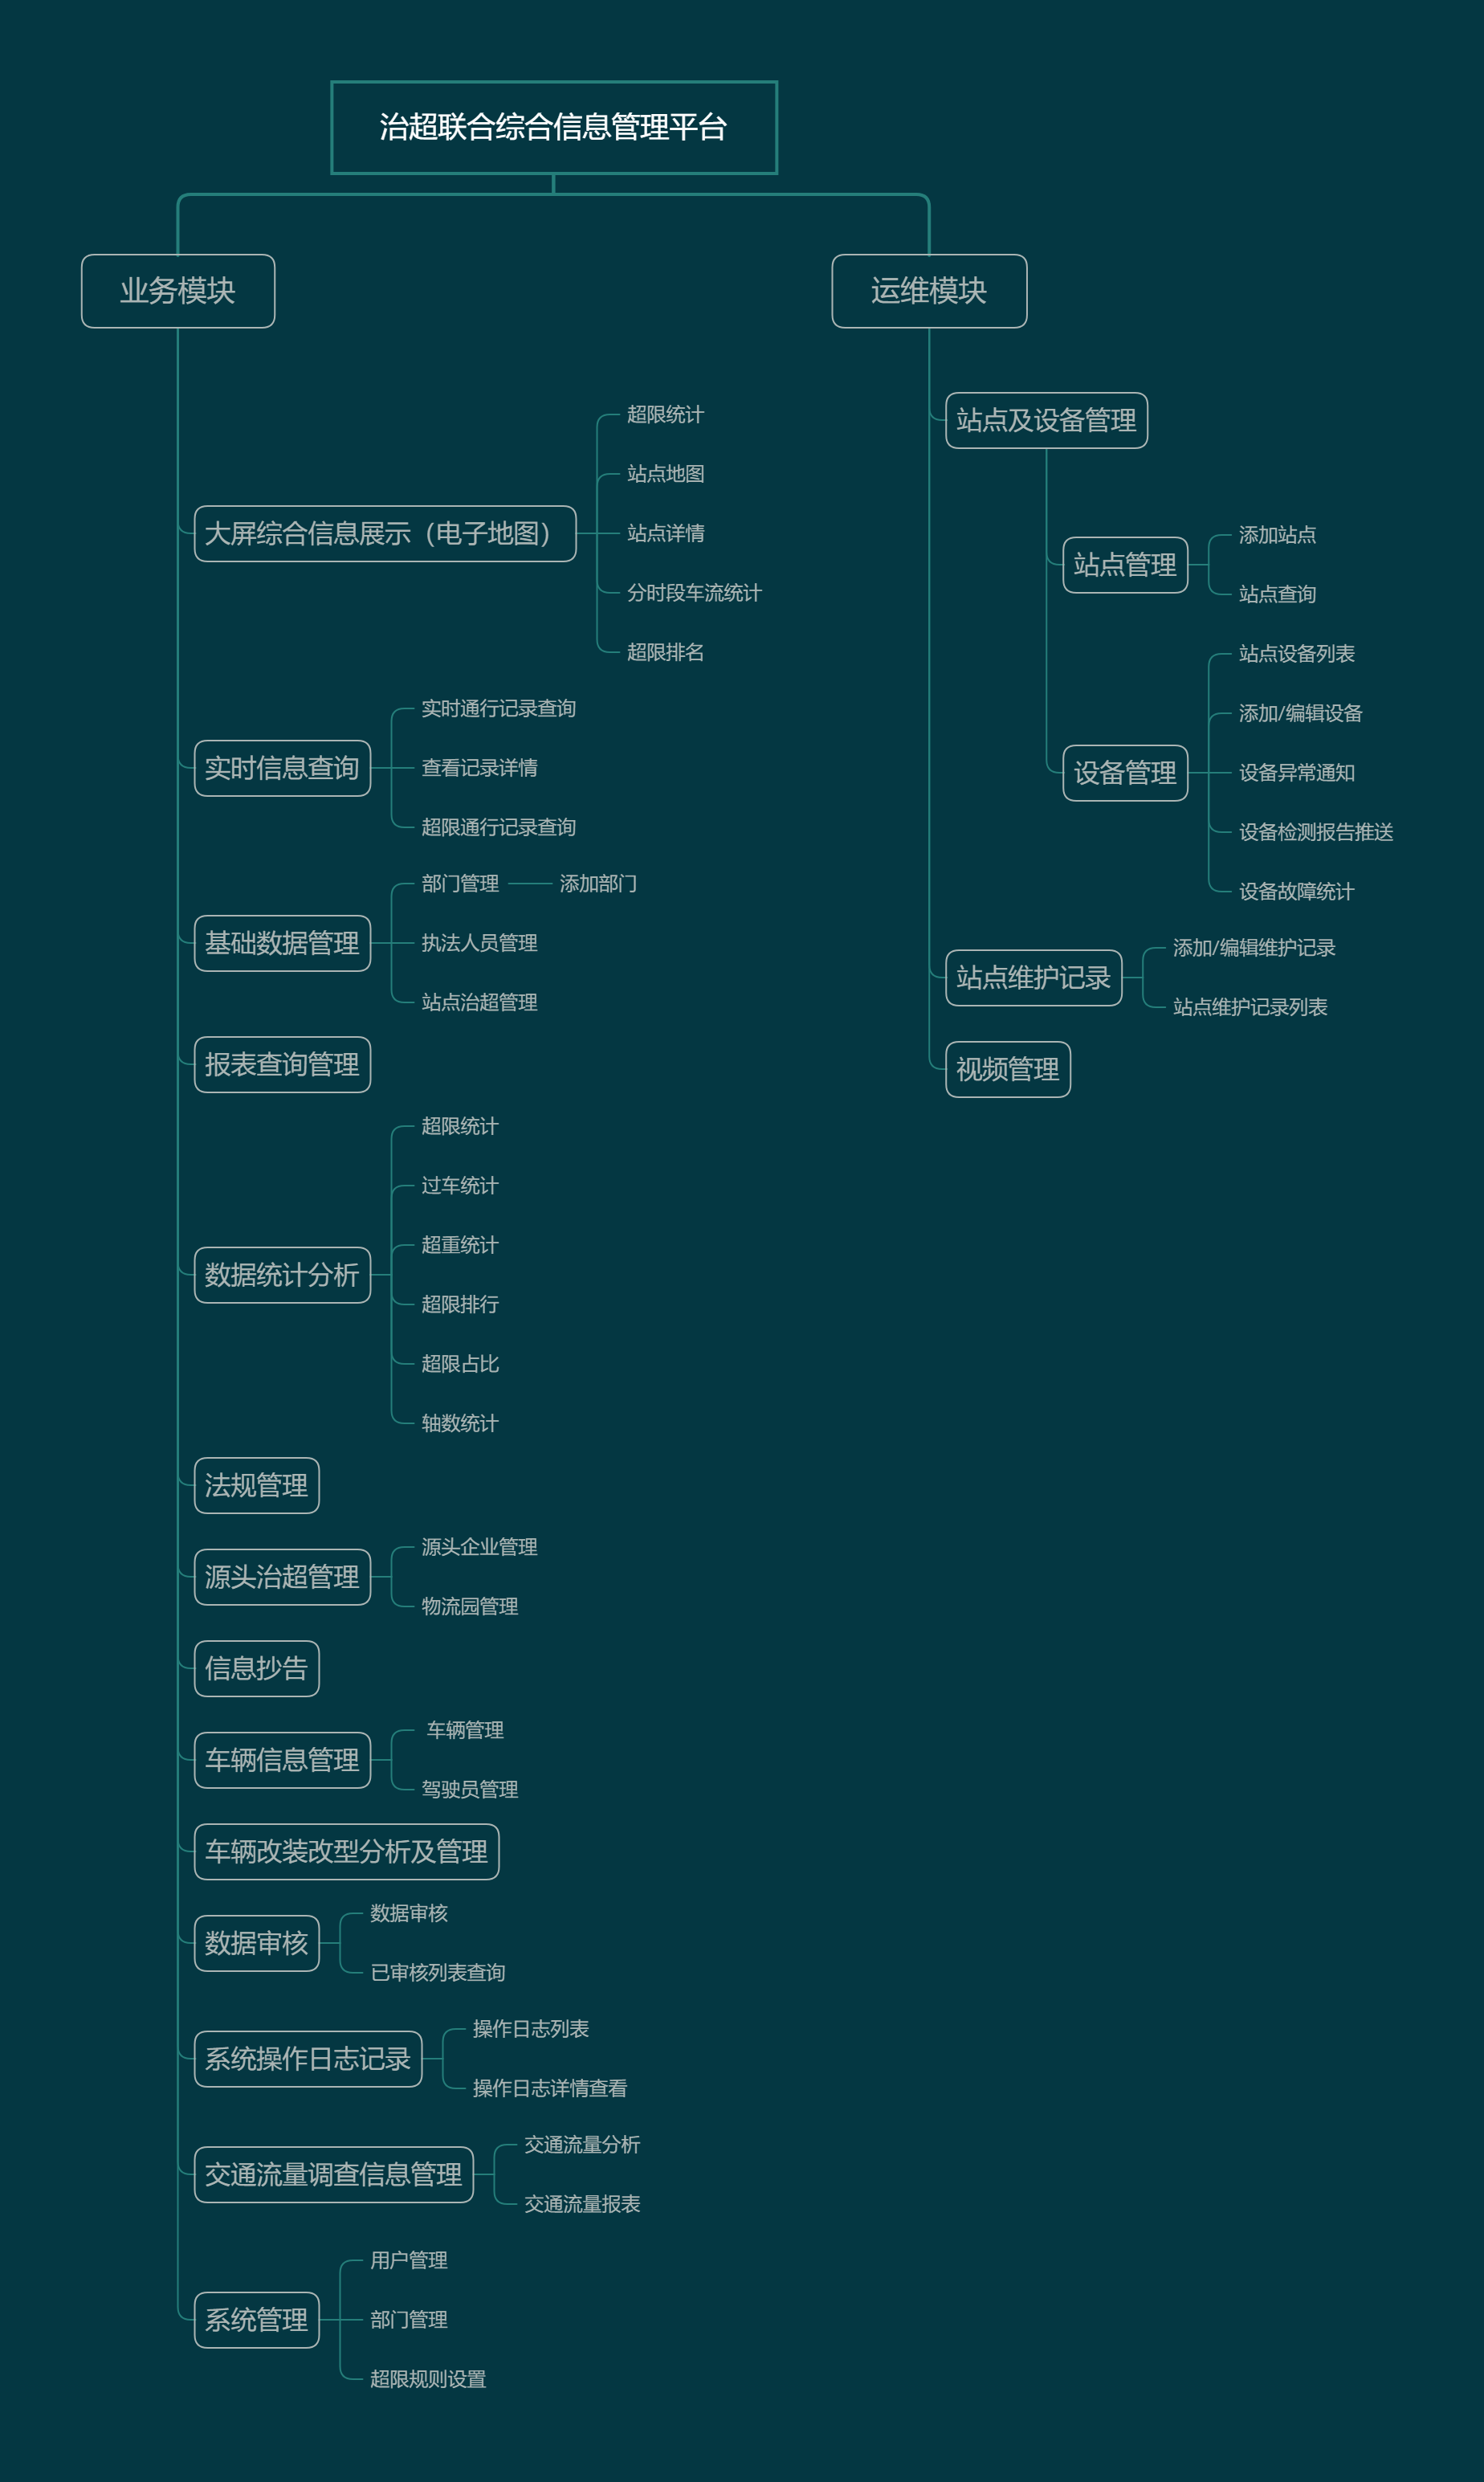 治超联合综合信息管理平台
业务模块
大屏综合信息展示（电子地图）
超限统计
站点地图
站点详情
分时段车流统计
超限排名
实时信息查询
实时通行记录查询
查看记录详情
超限通行记录查询
基础数据管理
部门管理
添加部门
执法人员管理
站点治超管理
报表查询管理
数据统计分析
超限统计
过车统计
超重统计
超限排行
超限占比
轴数统计
法规管理
源头治超管理
源头企业管理
物流园管理
信息抄告
车辆信息管理
车辆管理
驾驶员管理
车辆改装改型分析及管理
数据审核
数据审核
已审核列表查询
系统操作日志记录
操作日志列表
操作日志详情查看
交通流量调查信息管理
交通流量分析
交通流量报表
系统管理
用户管理
部门管理
超限规则设置
运维模块
站点及设备管理
站点管理
添加站点
站点查询
设备管理
站点设备列表
添加/编辑设备
设备异常通知
设备检测报告推送
设备故障统计
站点维护记录
添加/编辑维护记录
站点维护记录列表
视频管理